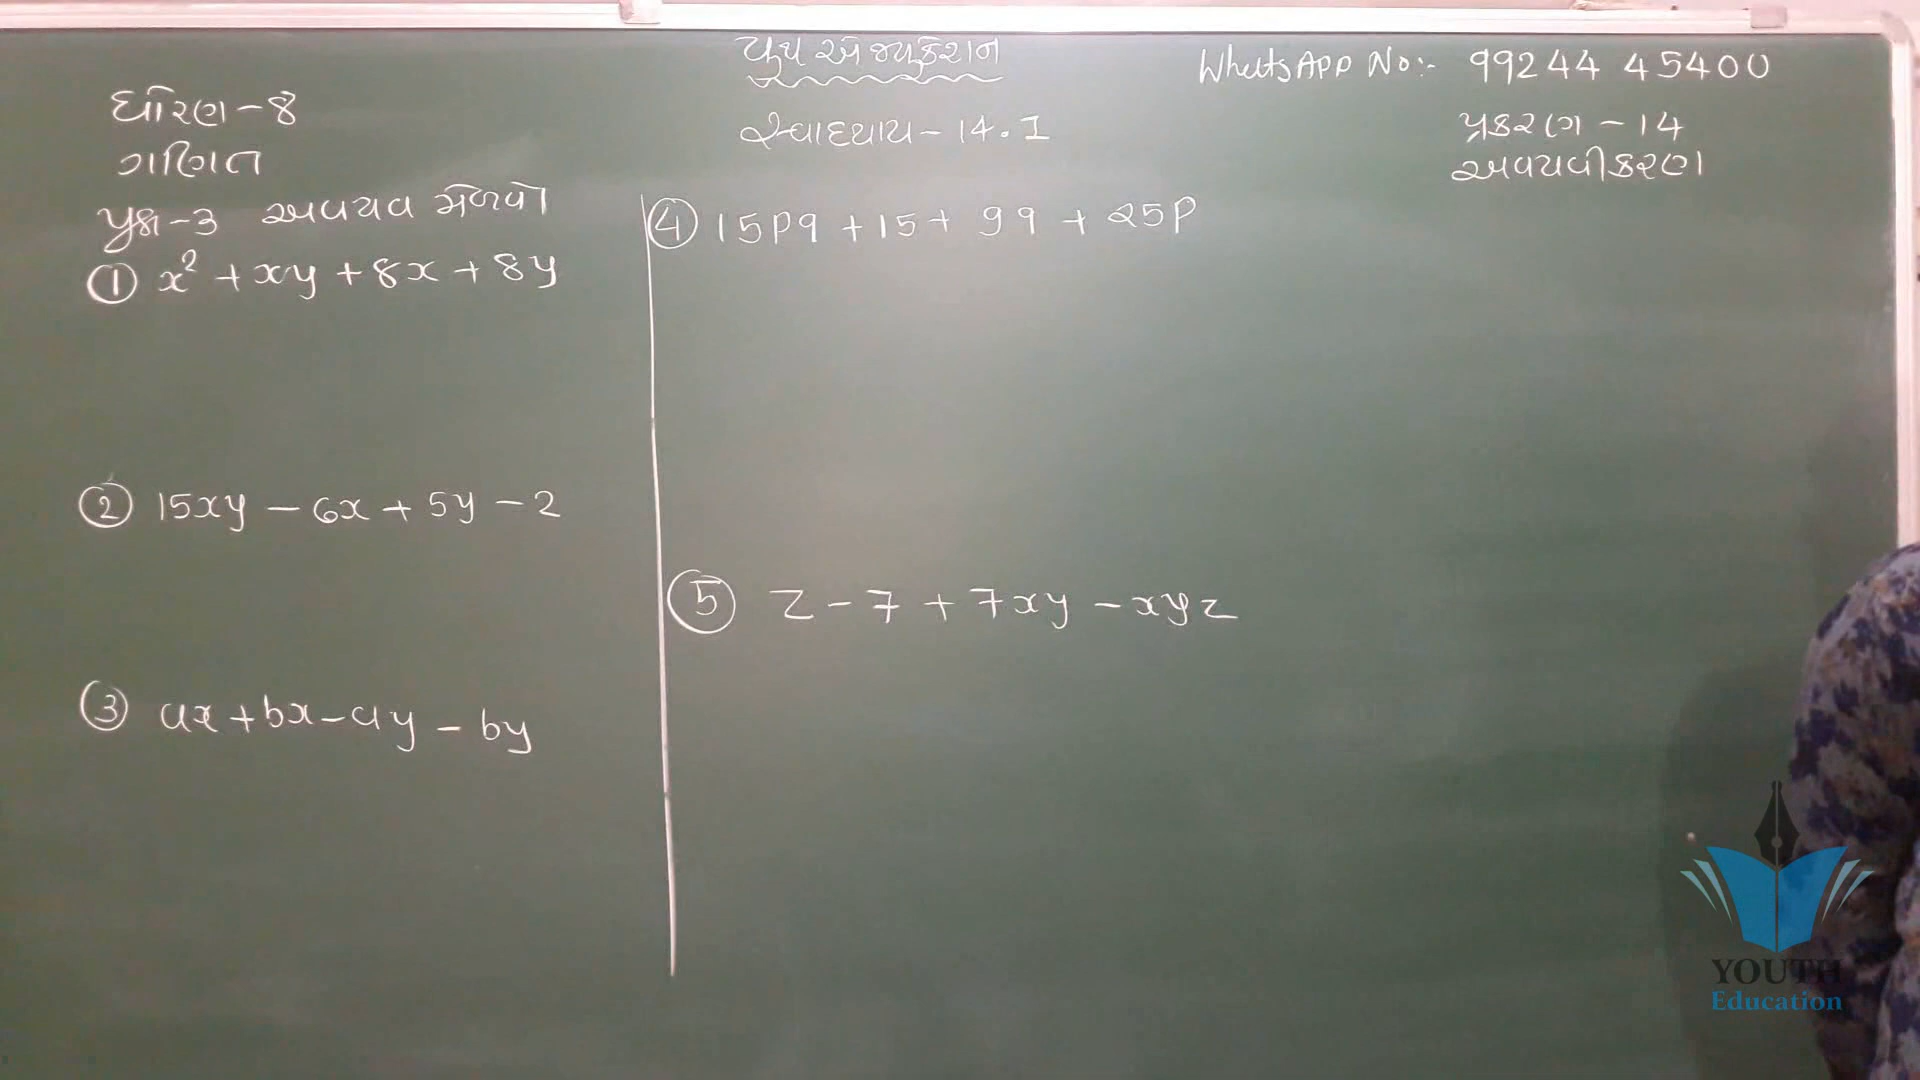 યુથ એજ્યુકેશન
WhatsApp No:- 99244 45400
ધોરણ-8
ગણિત
સ્વાધ્યાય-14.1
પ્રકરણ-14
અવયવીકરણ
પ્રશ્ન-3 અવયવ મેળવો
① x² + xy + 8x + 8y
② 15xy - 6x + 5y - 2
③ ax + bx - ay - by
④ 15pq + 15 + 9q + 25p
⑤ z - 7 + 7xy - xyz
YOUTH
Education